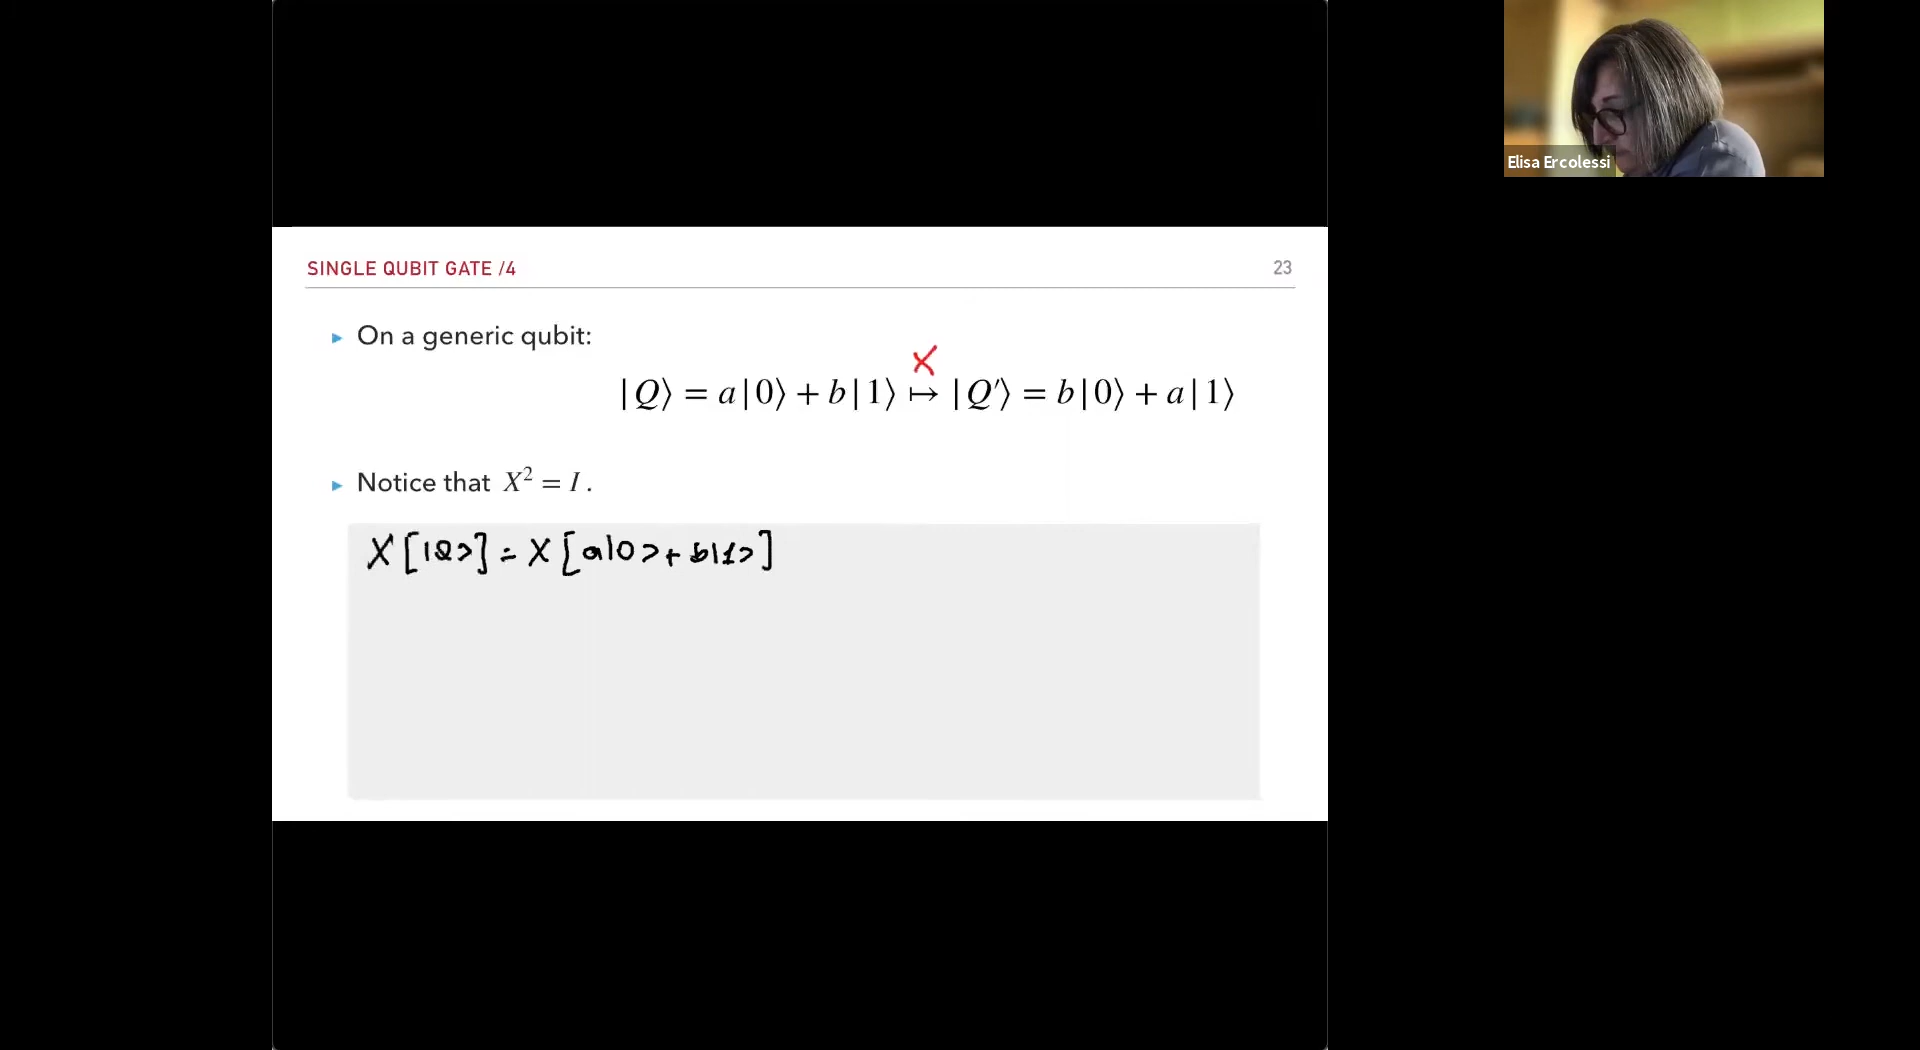 Elisa Ercolessi
SINGLE QUBIT GATE /4
23
▸ On a generic qubit:
X
|Q⟩ = a|0⟩ + b|1⟩ ↦ |Q′⟩ = b|0⟩ + a|1⟩
▸ Notice that X² = I .
X[|Q>] = X[a|0>+b|1>]